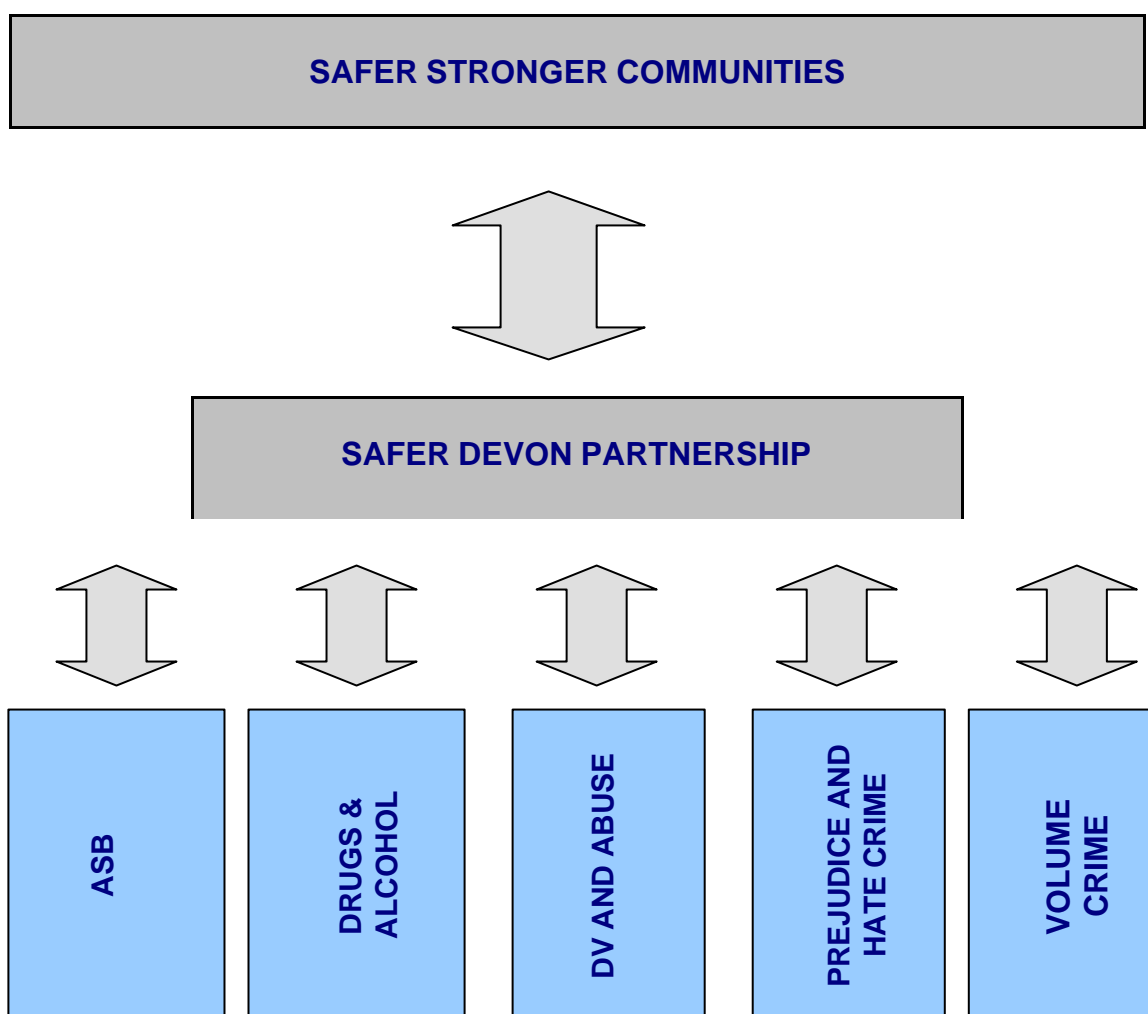 SAFER STRONGER COMMUNITIES
SAFER DEVON PARTNERSHIP
ASB
DRUGS &
ALCOHOL
DV AND ABUSE
PREJUDICE AND
HATE CRIME
VOLUME
CRIME